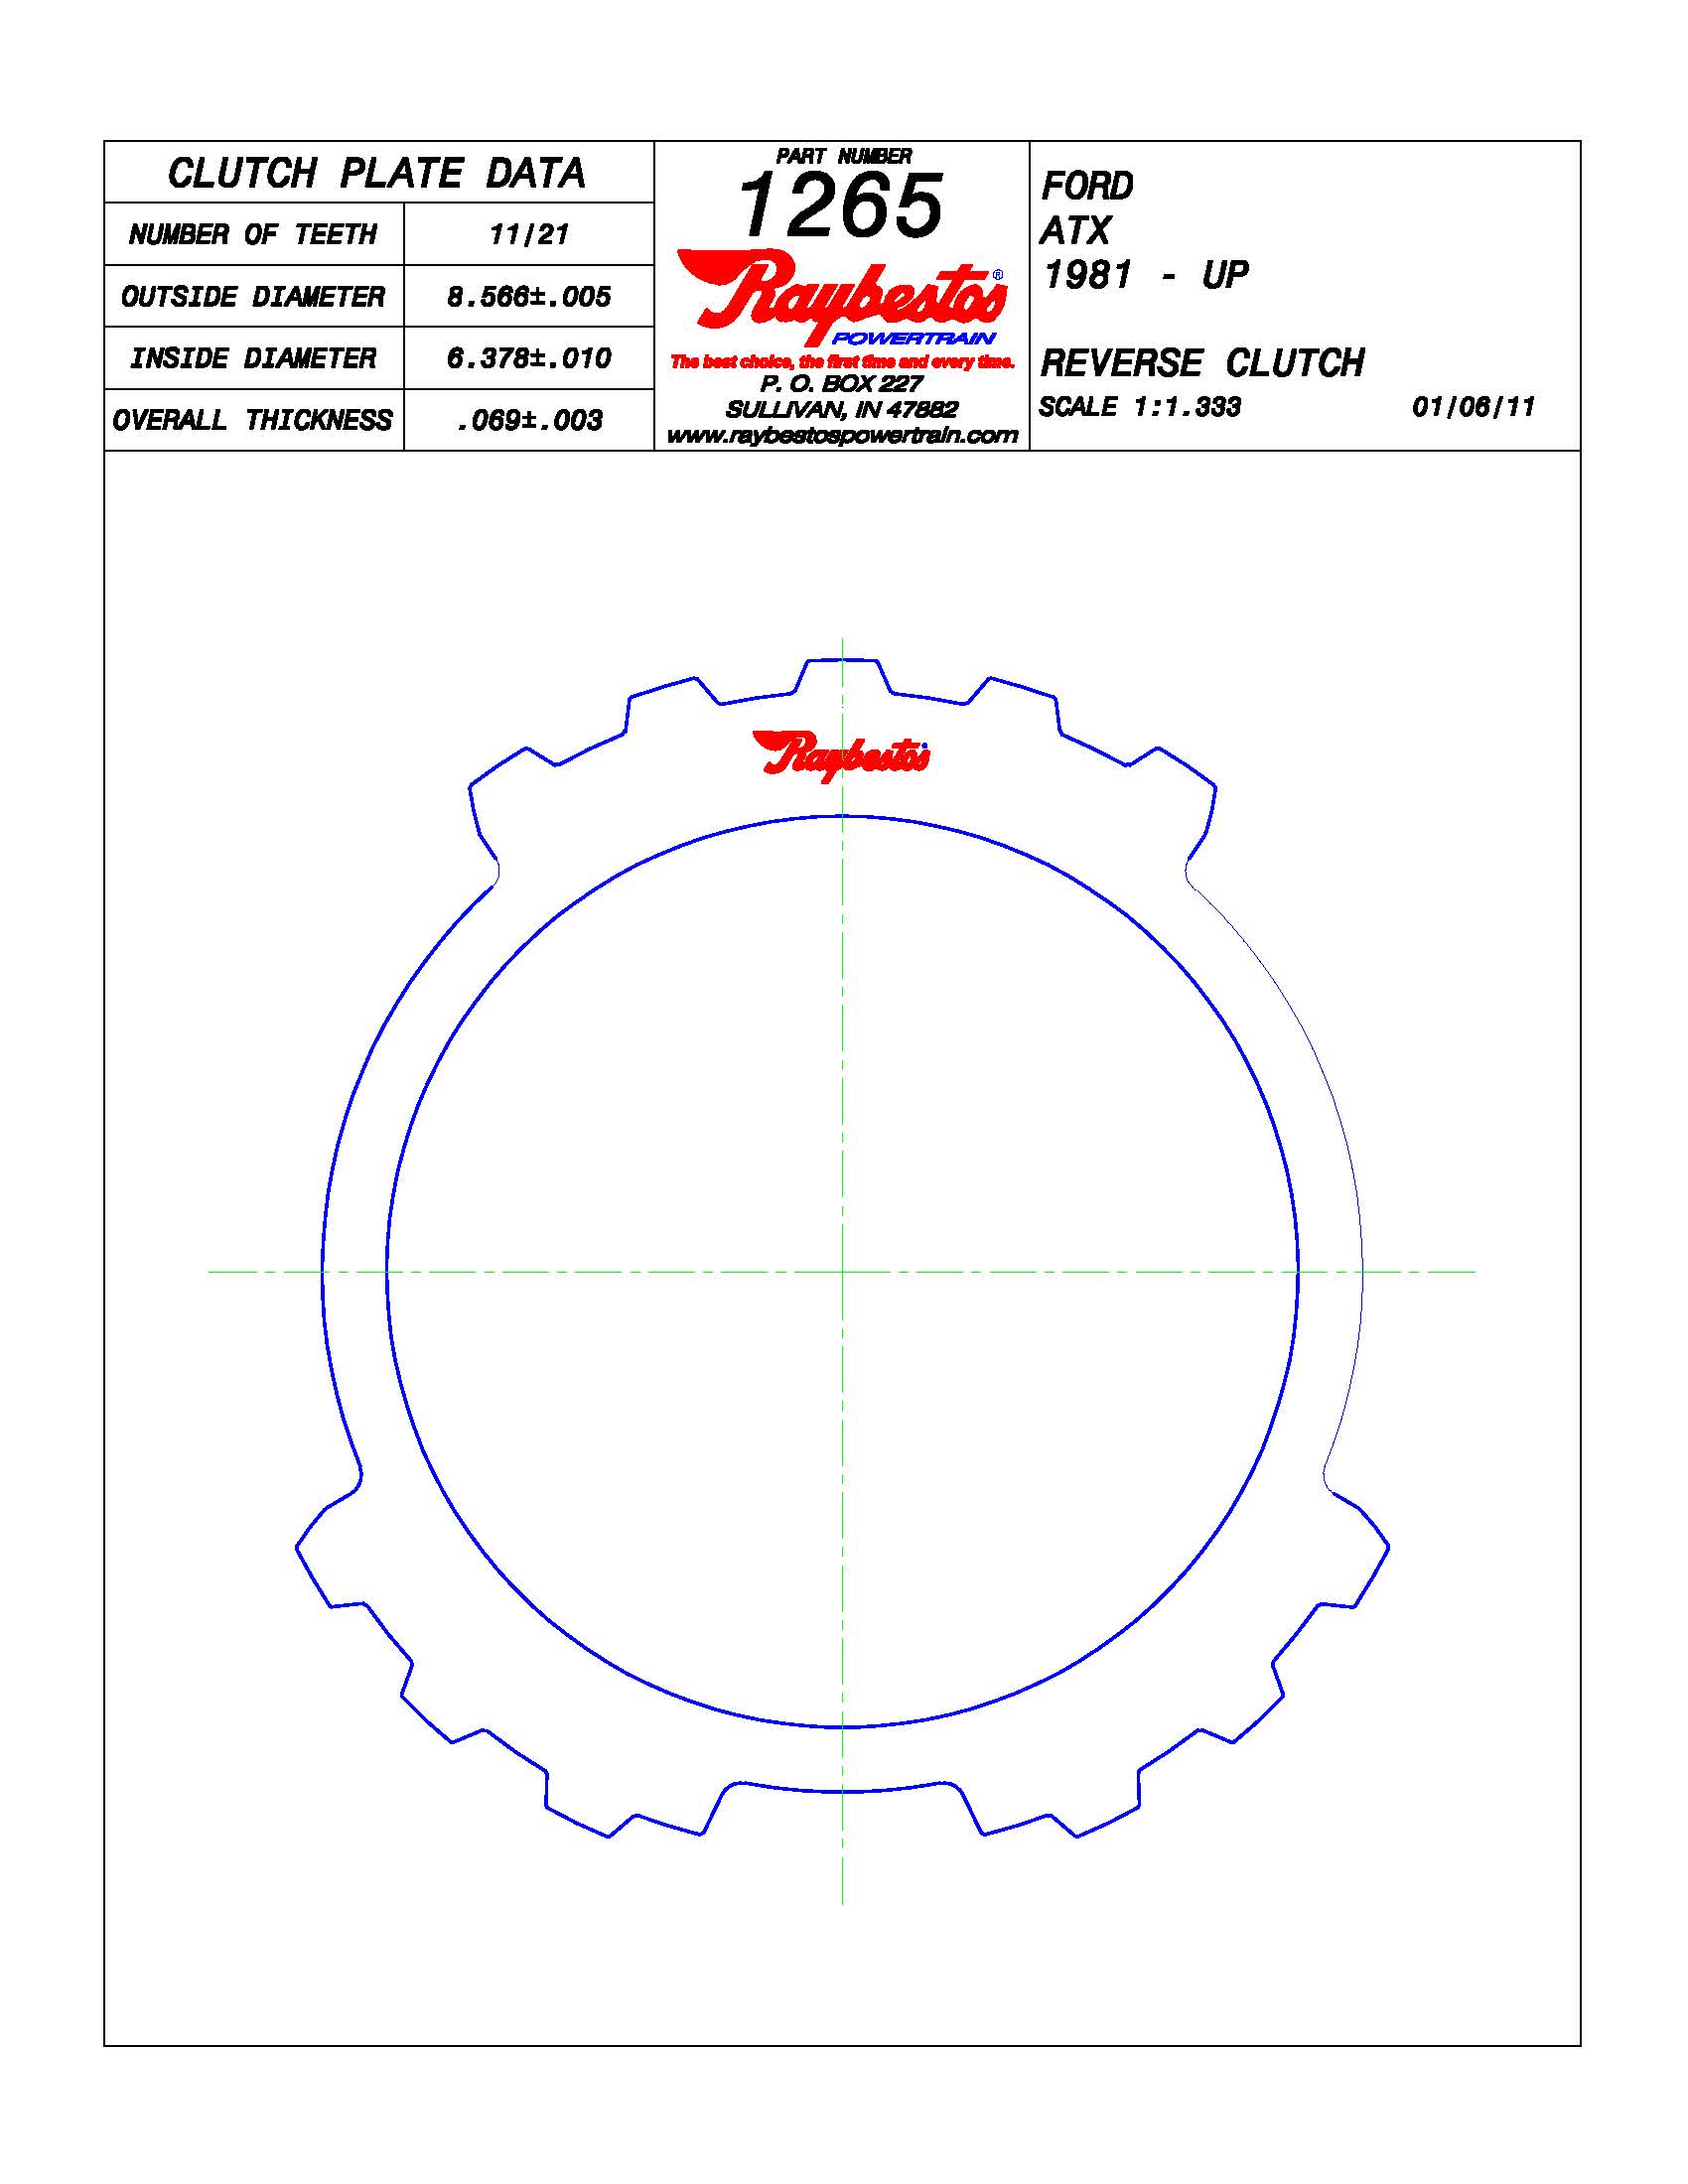 CLUTCH PLATE DATA
NUMBER OF TEETH 11/21
OUTSIDE DIAMETER 8.566±.005
INSIDE DIAMETER 6.378±.010
OVERALL THICKNESS .069±.003
PART NUMBER
1265
Raybestos®
POWERTRAIN
The best choice, the first time and every time.
P. O. BOX 227
SULLIVAN, IN 47882
www.raybestospowertrain.com
FORD
ATX
1981 - UP
REVERSE CLUTCH
SCALE 1:1.333 01/06/11
Raybestos